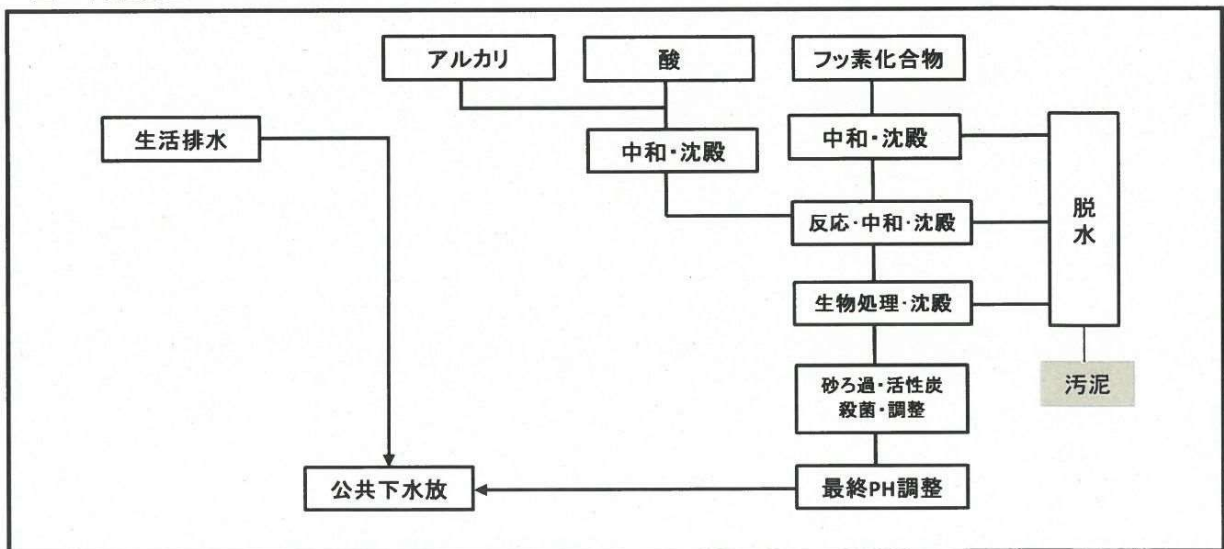 アルカリ
酸
フッ素化合物
生活排水
中和・沈殿
中和・沈殿
脱水
反応・中和・沈殿
生物処理・沈殿
砂ろ過・活性炭
殺菌・調整
汚泥
公共下水放
最終PH調整